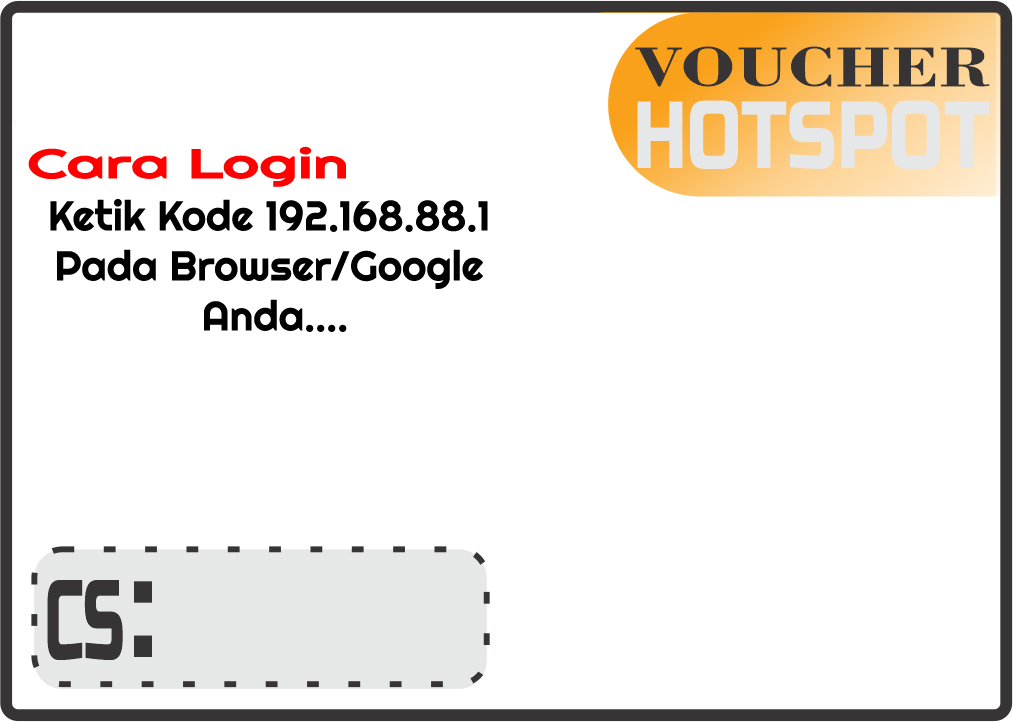 VOUCHER
HOTSPOT
Cara Login
Ketik Kode 192.168.88.1
Pada Browser/Google
Anda....
CS: